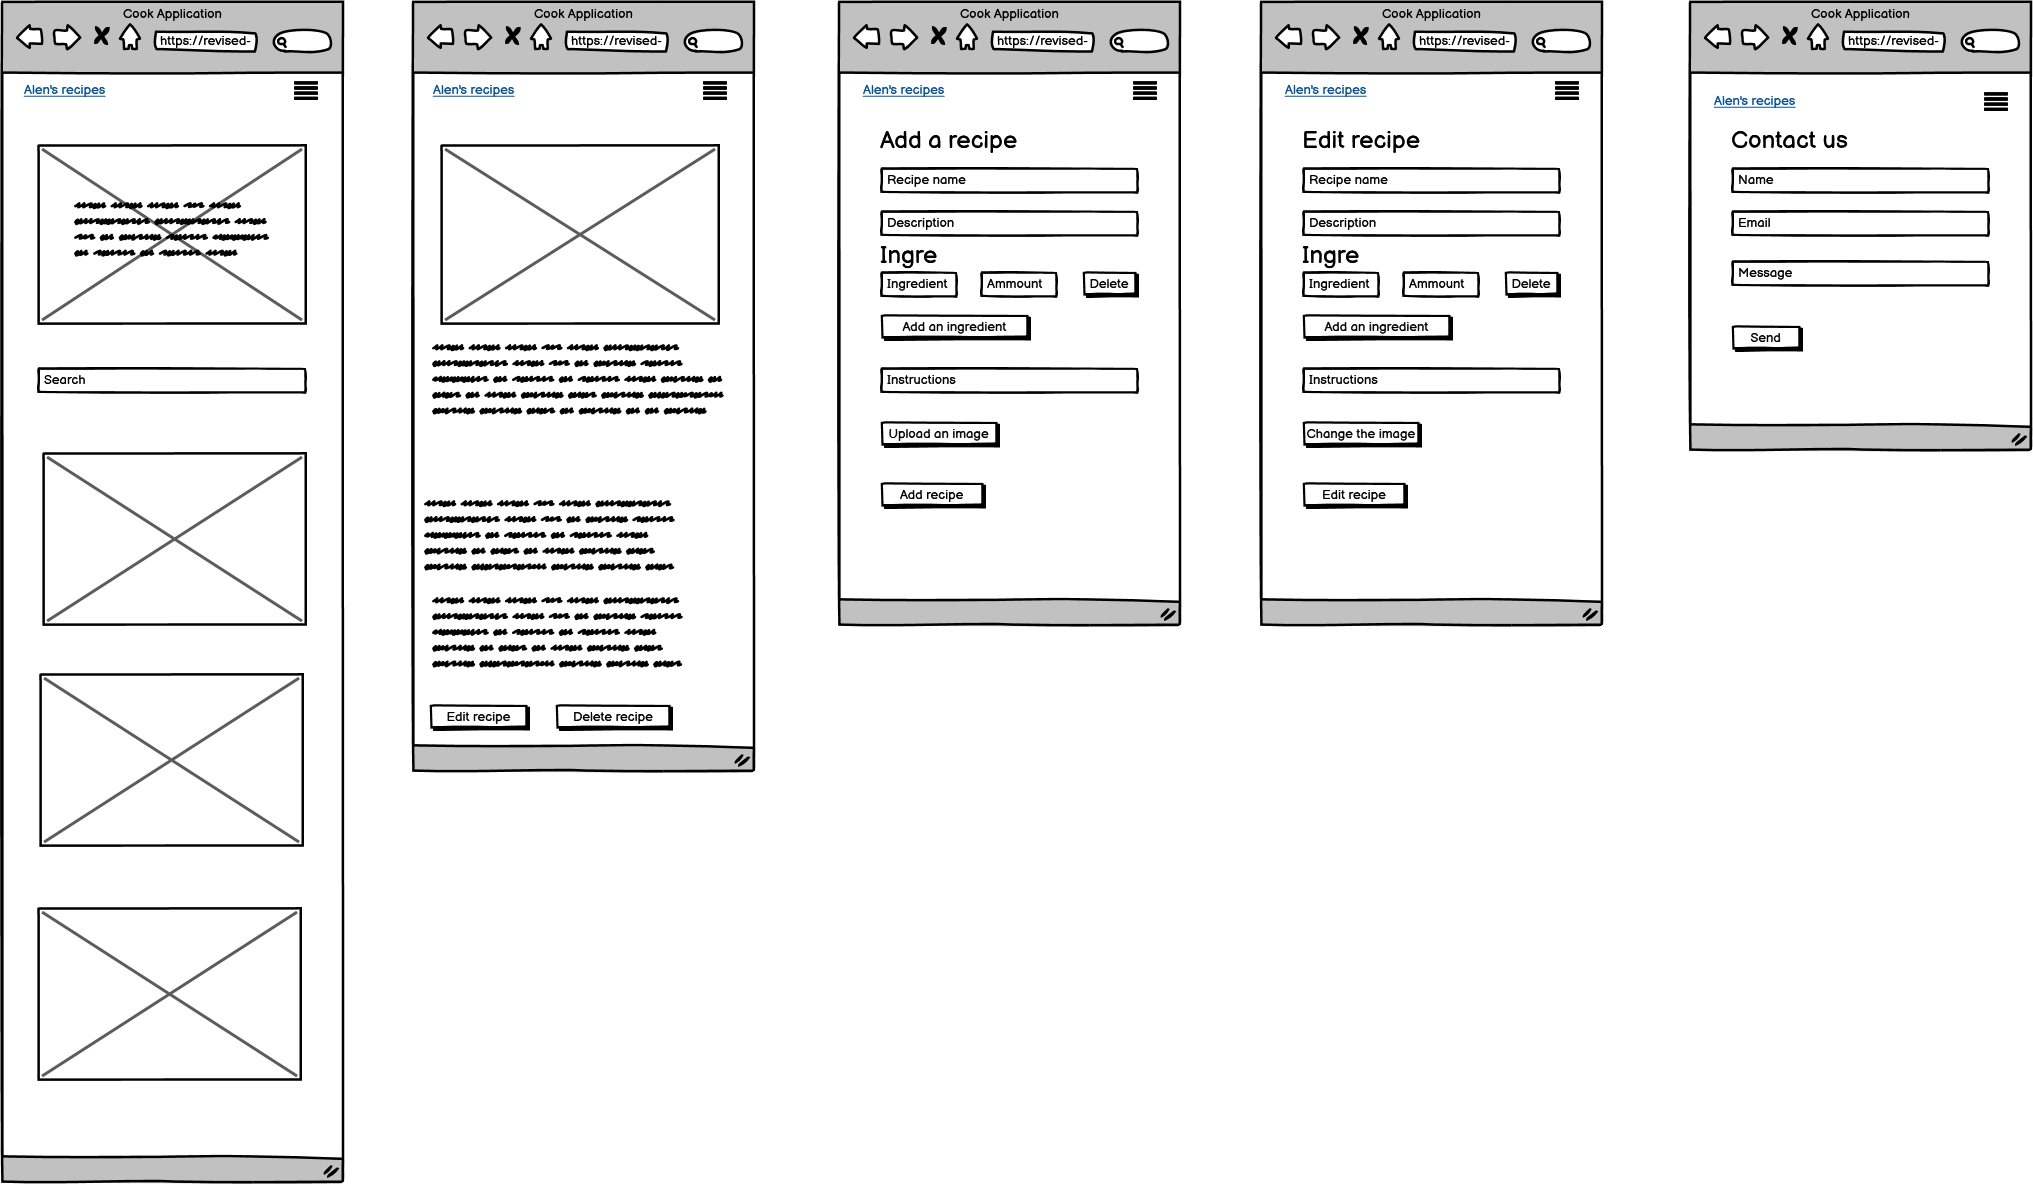 Cook Application
https://revised-
Alen's recipes
Search
Cook Application
https://revised-
Alen's recipes
Edit recipe
Delete recipe
Cook Application
https://revised-
Alen's recipes
Add a recipe
Recipe name
Description
Ingre
Ingredient Ammount Delete
Add an ingredient
Instructions
Upload an image
Add recipe
Cook Application
https://revised-
Alen's recipes
Edit recipe
Recipe name
Description
Ingre
Ingredient Ammount Delete
Add an ingredient
Instructions
Change the image
Edit recipe
Cook Application
https://revised-
Alen's recipes
Contact us
Name
Email
Message
Send